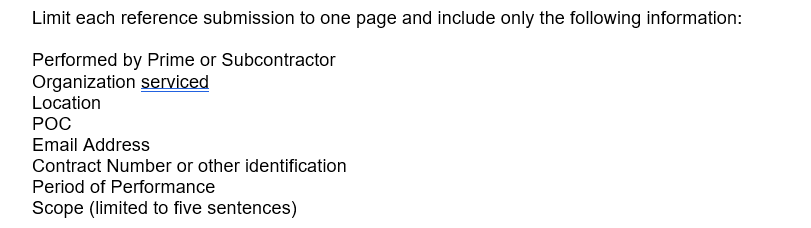 Limit each reference submission to one page and include only the following information:
Performed by Prime or Subcontractor
Organization serviced
Location
POC
Email Address
Contract Number or other identification
Period of Performance
Scope (limited to five sentences)